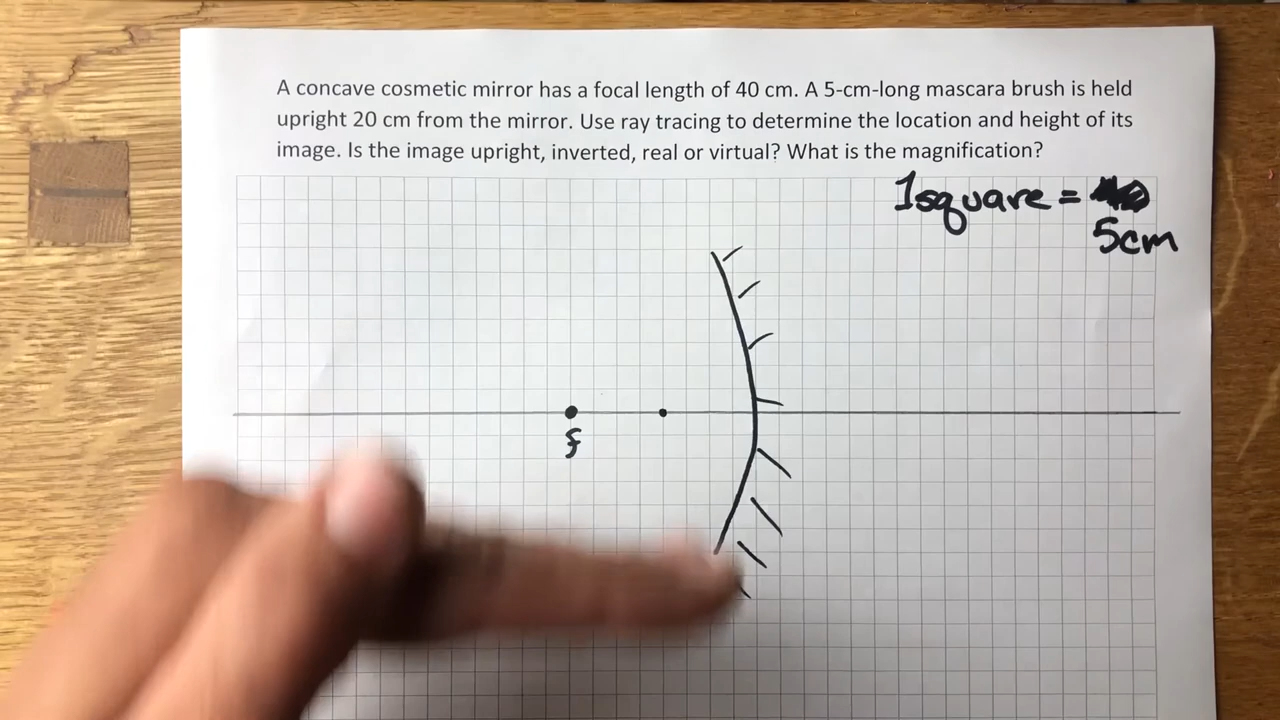 A concave cosmetic mirror has a focal length of 40 cm. A 5-cm-long mascara brush is held
upright 20 cm from the mirror. Use ray tracing to determine the location and height of its
image. Is the image upright, inverted, real or virtual? What is the magnification?
1square =
5cm
f